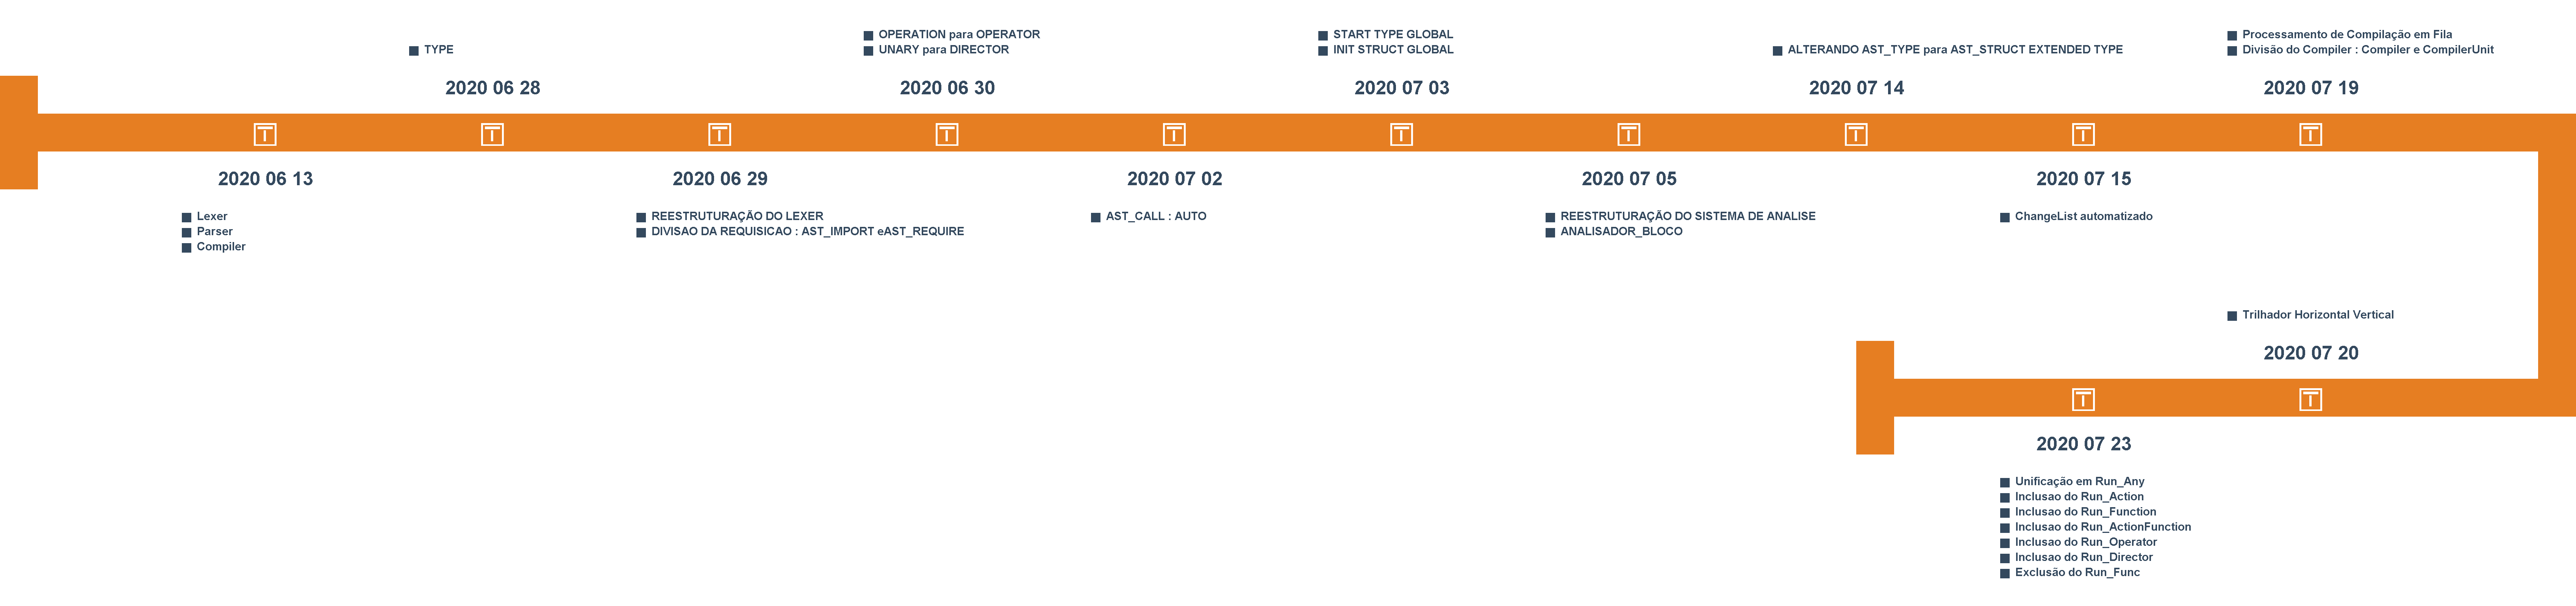 TYPE
2020 06 28
OPERATION para OPERATOR
UNARY para DIRECTOR
2020 06 30
START TYPE GLOBAL
INIT STRUCT GLOBAL
2020 07 03
ALTERANDO AST_TYPE para AST_STRUCT EXTENDED TYPE
2020 07 14
Processamento de Compilação em Fila
Divisão do Compiler : Compiler e CompilerUnit
2020 07 19
T
T
T
T
T
T
T
T
T
T
2020 06 13
Lexer
Parser
Compiler
2020 06 29
REESTRUTURAÇÃO DO LEXER
DIVISAO DA REQUISICAO : AST_IMPORT eAST_REQUIRE
2020 07 02
AST_CALL : AUTO
2020 07 05
REESTRUTURAÇÃO DO SISTEMA DE ANALISE
ANALISADOR_BLOCO
2020 07 15
ChangeList automatizado
Trilhador Horizontal Vertical
2020 07 20
T
T
2020 07 23
Unificação em Run_Any
Inclusao do Run_Action
Inclusao do Run_Function
Inclusao do Run_ActionFunction
Inclusao do Run_Operator
Inclusao do Run_Director
Exclusão do Run_Func